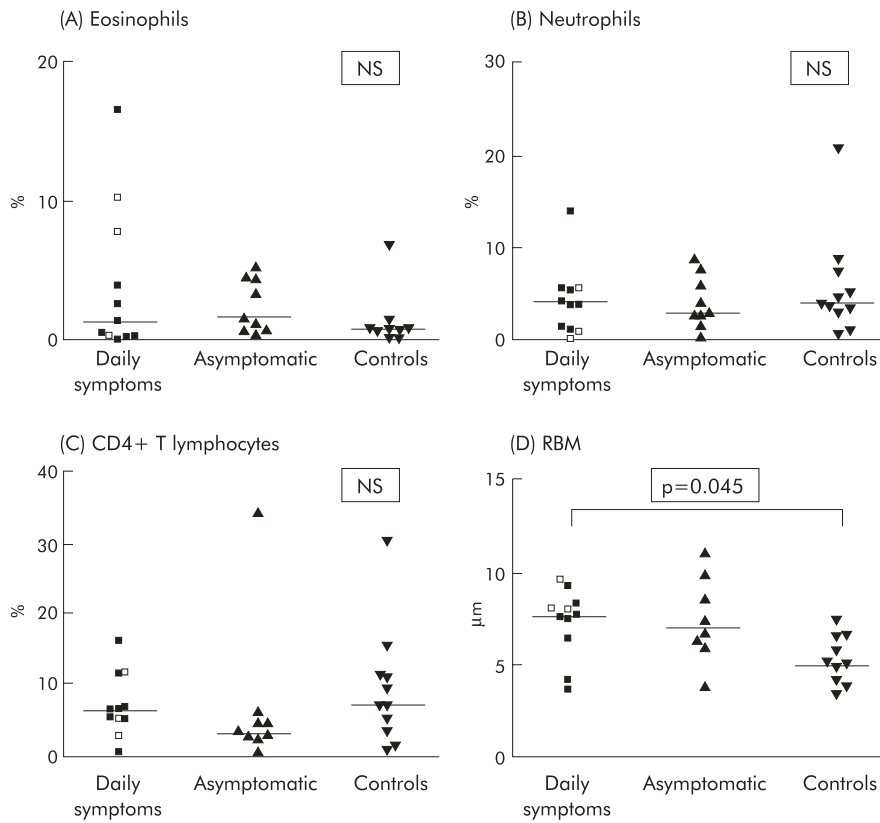 (A) Eosinophils
NS
20
10
0
%
Daily
symptoms
Asymptomatic
Controls
(B) Neutrophils
NS
30
20
10
0
%
Daily
symptoms
Asymptomatic
Controls
(C) CD4+ T lymphocytes
NS
40
30
20
10
0
%
Daily
symptoms
Asymptomatic
Controls
(D) RBM
p=0.045
15
10
5
0
μm
Daily
symptoms
Asymptomatic
Controls